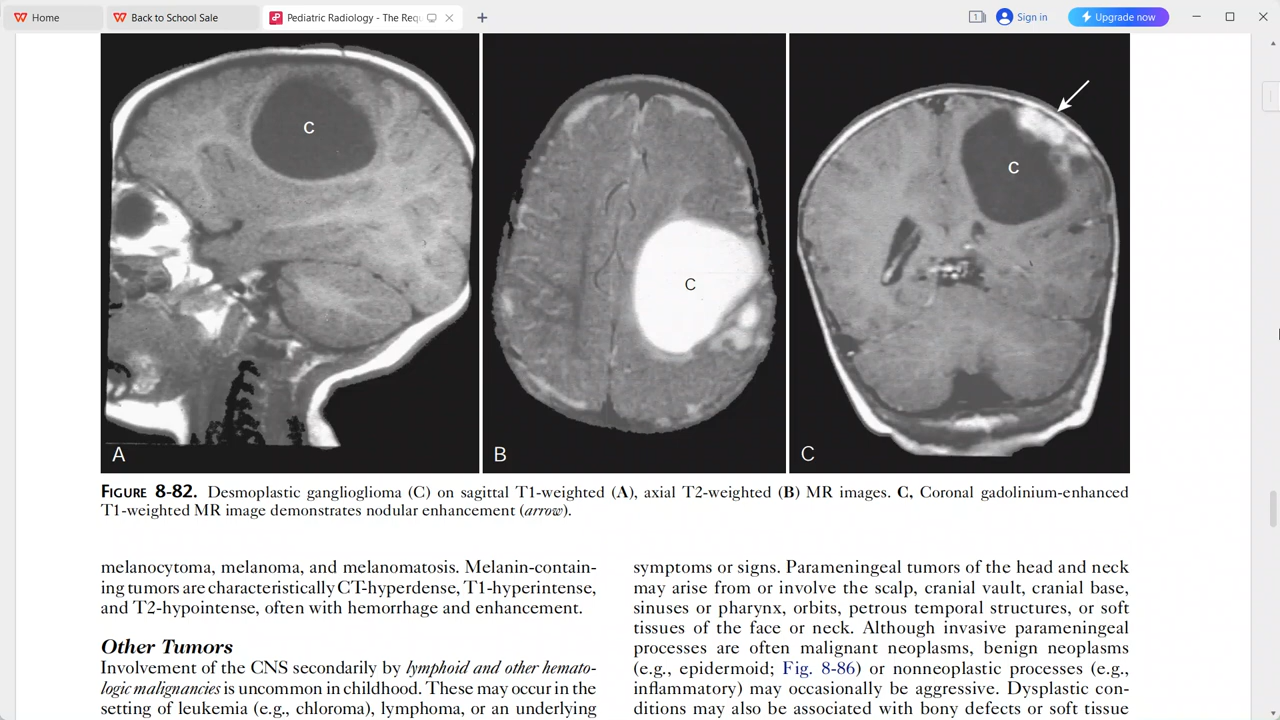 Home
Back to School Sale
Pediatric Radiology - The Req
1
Sign in
Upgrade now
C
C
C
A
B
C
FIGURE 8-82. Desmoplastic ganglioglioma (C) on sagittal T1-weighted (A), axial T2-weighted (B) MR images. C, Coronal gadolinium-enhanced
T1-weighted MR image demonstrates nodular enhancement (arrow).
melanocytoma, melanoma, and melanomatosis. Melanin-contain-
ing tumors are characteristically CT-hyperdense, T1-hyperintense,
and T2-hypointense, often with hemorrhage and enhancement.
Other Tumors
Involvement of the CNS secondarily by lymphoid and other hemato-
logic malignancies is uncommon in childhood. These may occur in the
setting of leukemia (e.g., chloroma), lymphoma, or an underlying
symptoms or signs. Parameningeal tumors of the head and neck
may arise from or involve the scalp, cranial vault, cranial base,
sinuses or pharynx, orbits, petrous temporal structures, or soft
tissues of the face or neck. Although invasive parameningeal
processes are often malignant neoplasms, benign neoplasms
(e.g., epidermoid; Fig. 8-86) or nonneoplastic processes (e.g.,
inflammatory) may occasionally be aggressive. Dysplastic con-
ditions may also be associated with bony defects or soft tissue